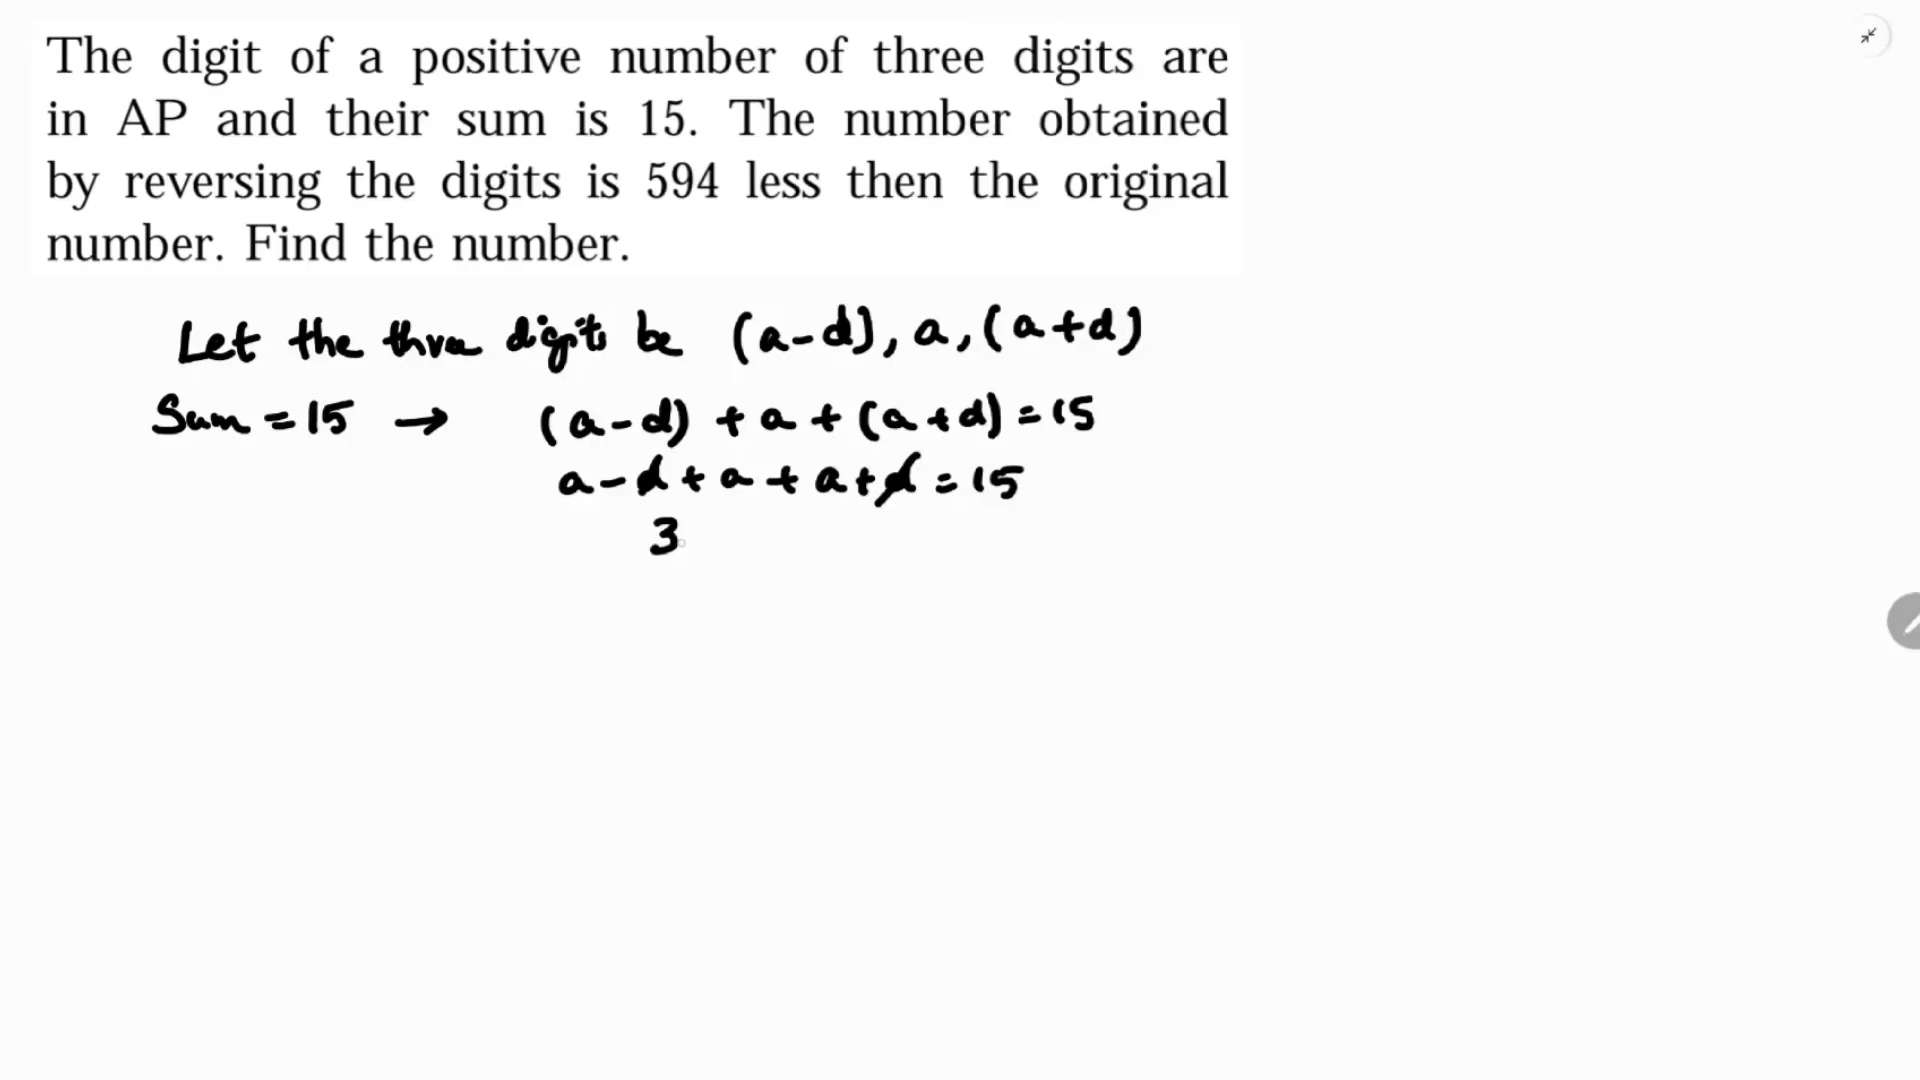 The digit of a positive number of three digits are
in AP and their sum is 15. The number obtained
by reversing the digits is 594 less then the original
number. Find the number.
Let the three digits be (a-d), a, (a+d)
Sum = 15 → (a-d) + a + (a+d) = 15
a-d+a+a+d = 15
3